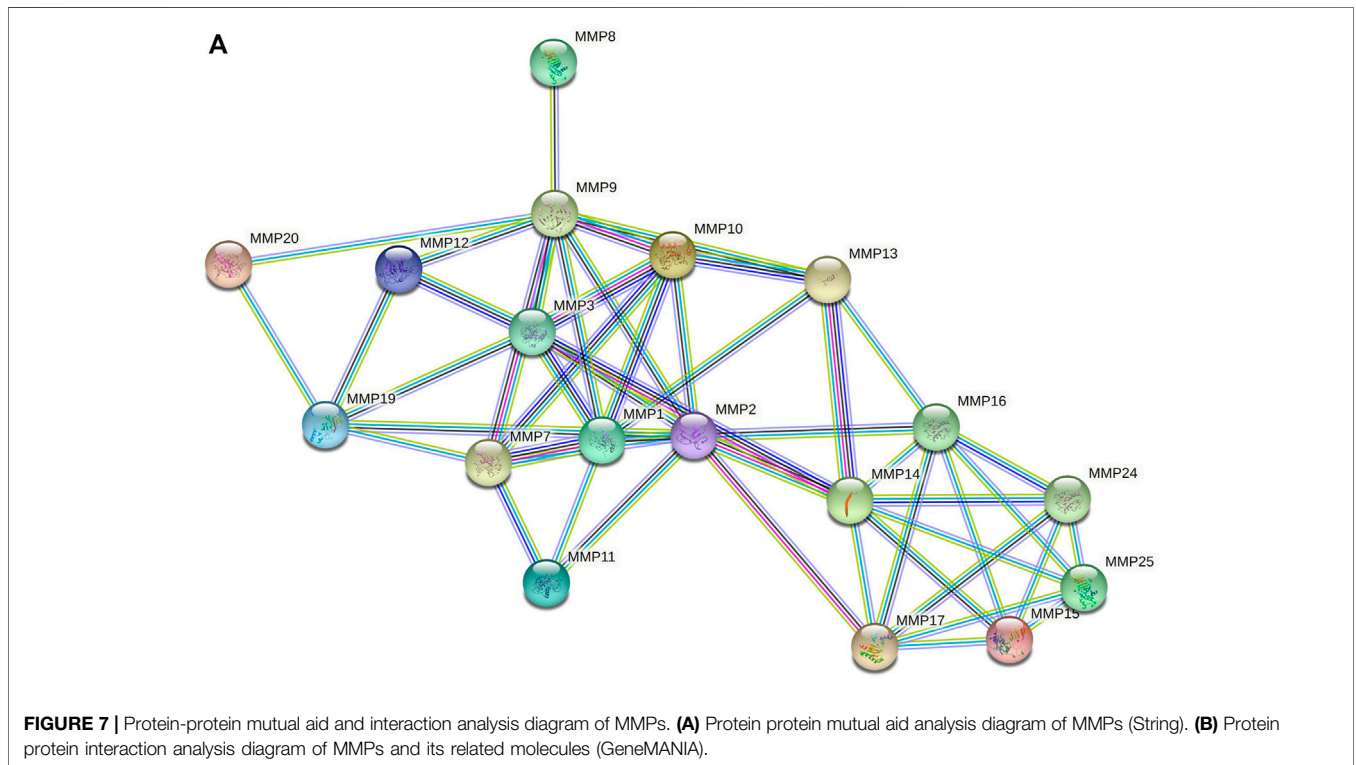 A
MMP8
MMP9
MMP10
MMP20
MMP12
MMP13
MMP3
MMP19
MMP1
MMP2
MMP16
MMP7
MMP14
MMP24
MMP11
MMP25
MMP17
MMP15
FIGURE 7 | Protein-protein mutual aid and interaction analysis diagram of MMPs. (A) Protein protein mutual aid analysis diagram of MMPs (String). (B) Protein
protein interaction analysis diagram of MMPs and its related molecules (GeneMANIA).